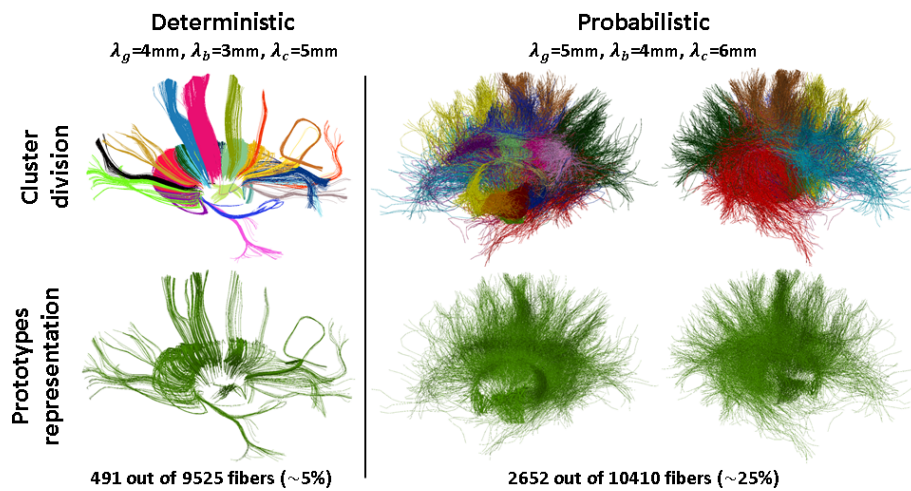 Deterministic
λg=4mm, λb=3mm, λc=5mm
Probabilistic
λg=5mm, λb=4mm, λc=6mm
Cluster
division
Prototypes
representation
491 out of 9525 fibers (~5%)
2652 out of 10410 fibers (~25%)